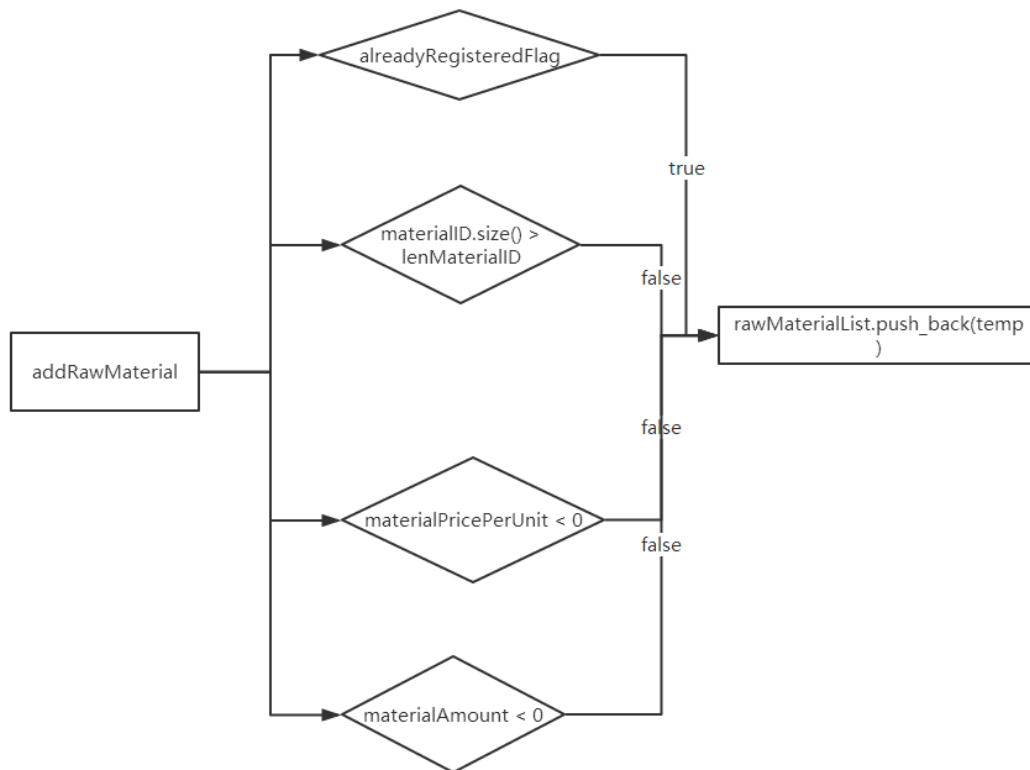 alreadyRegisteredFlag
true
materialID.size() >
lenMaterialID
false
rawMaterialList.push_back(temp
)
addRawMaterial
false
materialPricePerUnit < 0
false
materialAmount < 0